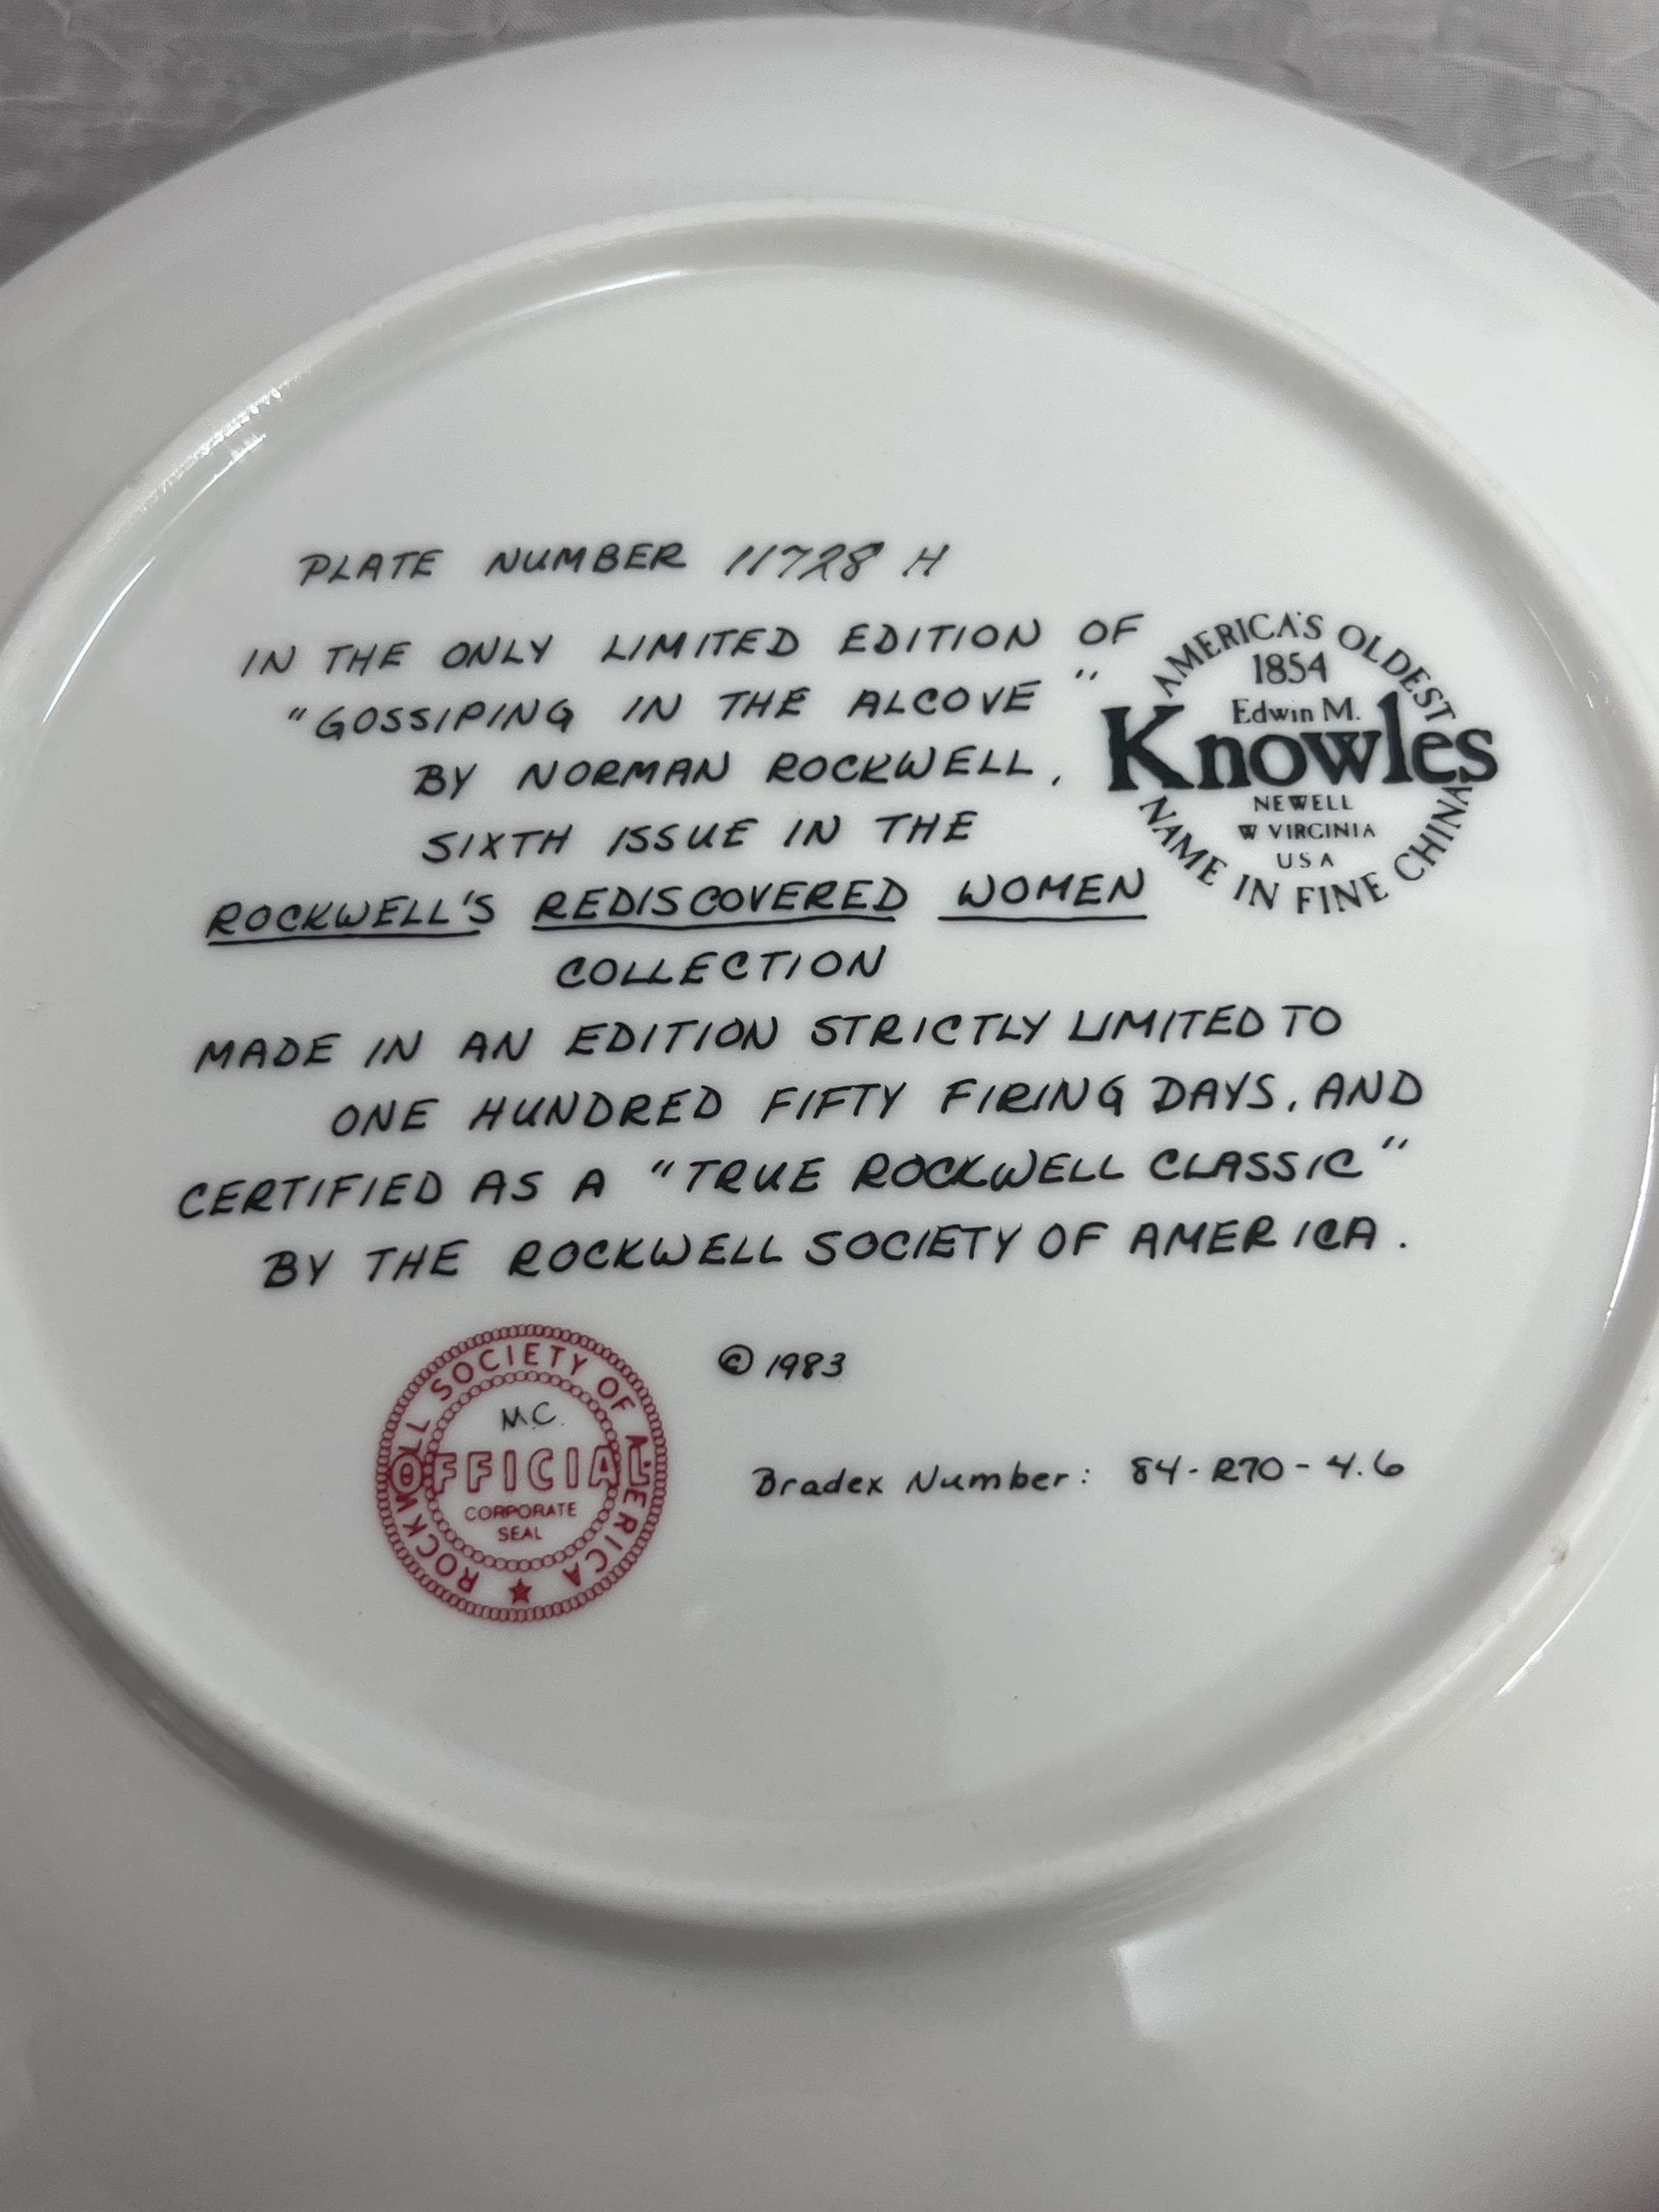 PLATE NUMBER 11728 H
IN THE ONLY LIMITED EDITION OF
"GOSSIPING IN THE ALCOVE"
BY NORMAN ROCKWELL,
SIXTH ISSUE IN THE
ROCKWELL'S REDISCOVERED WOMEN
COLLECTION
MADE IN AN EDITION STRICTLY LIMITED TO
ONE HUNDRED FIFTY FIRING DAYS, AND
CERTIFIED AS A "TRUE ROCKWELL CLASSIC"
BY THE ROCKWELL SOCIETY OF AMERICA.
AMERICA'S OLDEST
1854
Edwin M.
Knowles
NEWELL
W VIRGINIA
USA
NAME IN FINE CHINA
ROCKWELL SOCIETY OF AMERICA
M.C.
OFFICIAL
CORPORATE
SEAL
© 1983
Bradex Number: 84-R70-4.6